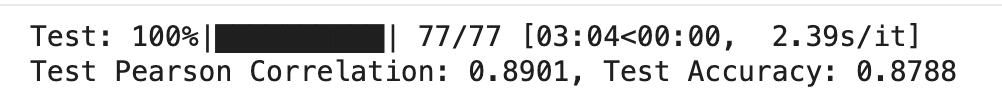 Test: 100%|██████████| 77/77 [03:04<00:00,  2.39s/it]
Test Pearson Correlation: 0.8901, Test Accuracy: 0.8788